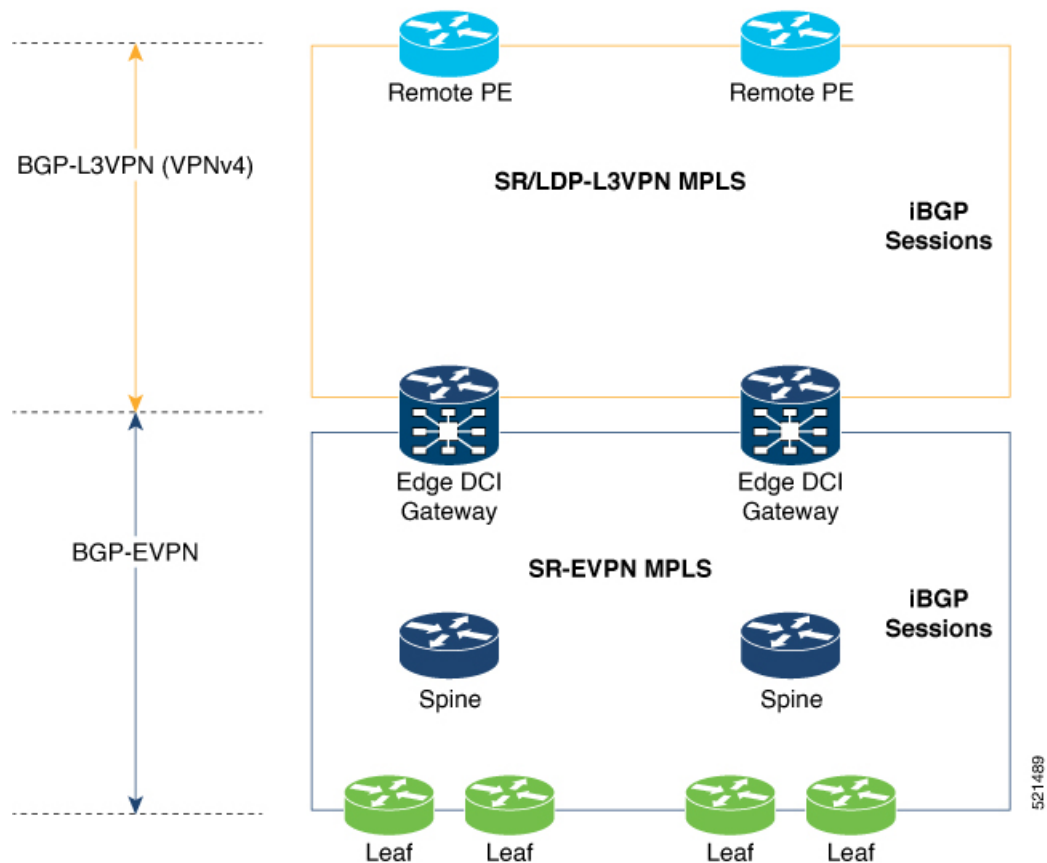 Remote PE
Remote PE
BGP-L3VPN (VPNv4)
SR/LDP-L3VPN MPLS
iBGP
Sessions
Edge DCI
Gateway
Edge DCI
Gateway
BGP-EVPN
SR-EVPN MPLS
iBGP
Sessions
Spine
Spine
Leaf
Leaf
Leaf
Leaf
521489